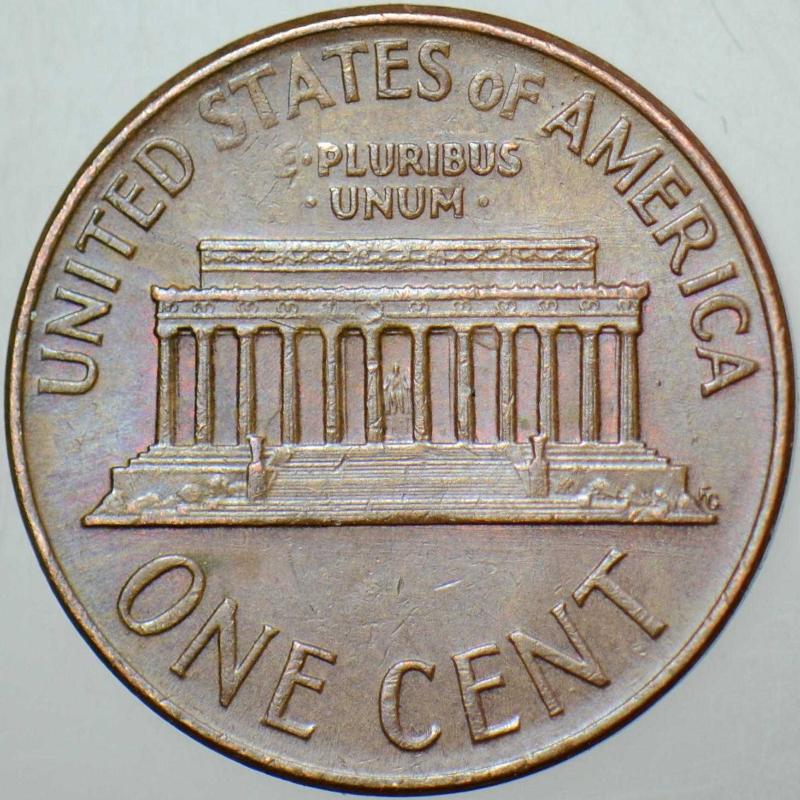 UNITED STATES OF AMERICA
E·PLURIBUS
·UNUM·
FG
ONE CENT